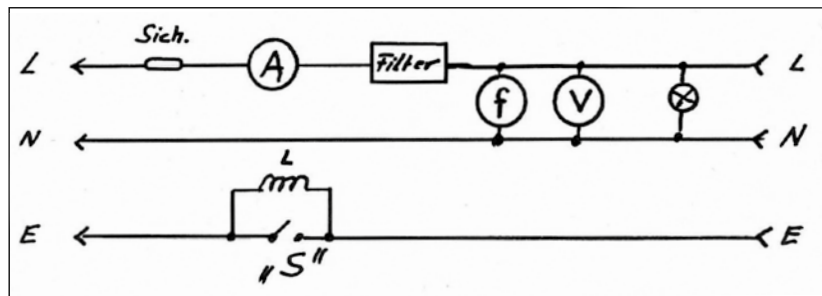 Sich.
L A Filter L
f V
N N
L
E E
„S"